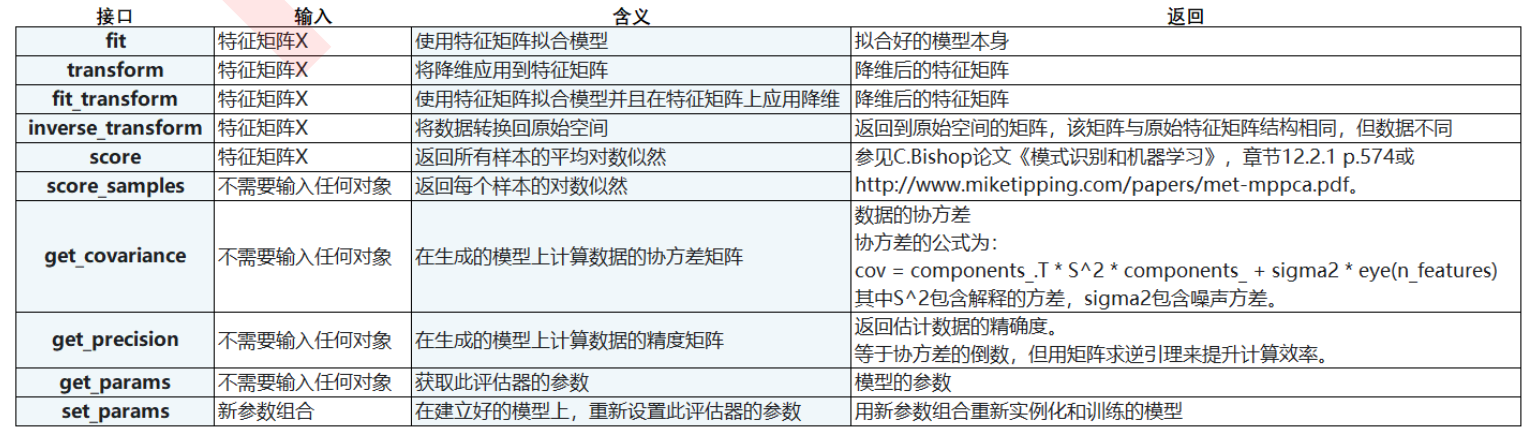 接口 输入 含义 返回
fit 特征矩阵X 使用特征矩阵拟合模型 拟合好的模型本身
transform 特征矩阵X 将降维应用到特征矩阵 降维后的特征矩阵
fit_transform 特征矩阵X 使用特征矩阵拟合模型并且在特征矩阵上应用降维 降维后的特征矩阵
inverse_transform 特征矩阵X 将数据转换回原始空间 返回到原始空间的矩阵，该矩阵与原始特征矩阵结构相同，但数据不同
score 特征矩阵X 返回所有样本的平均对数似然 参见C.Bishop论文《模式识别和机器学习》，章节12.2.1 p.574或
score_samples 不需要输入任何对象 返回每个样本的对数似然 http://www.miketipping.com/papers/met-mppca.pdf。
get_covariance 不需要输入任何对象 在生成的模型上计算数据的协方差矩阵 数据的协方差
协方差的公式为：
cov = components_.T * S^2 * components_ + sigma2 * eye(n_features)
其中S^2包含解释的方差，sigma2包含噪声方差。
get_precision 不需要输入任何对象 在生成的模型上计算数据的精度矩阵 返回估计数据的精确度。
等于协方差的倒数，但用矩阵求逆引理来提升计算效率。
get_params 不需要输入任何对象 获取此评估器的参数 模型的参数
set_params 新参数组合 在建立好的模型上，重新设置此评估器的参数 用新参数组合重新实例化和训练的模型